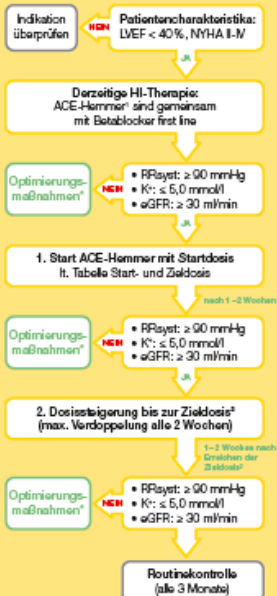 Indikation
überprüfen
NEIN
Patientencharakteristika:
LVEF < 40%, NYHA II-IV
JA
Derzeitige HI-Therapie:
ACE-Hemmer¹ sind gemeinsam
mit Betablocker first line
Optimierungs-
maßnahmen*
NEIN
• RRsyst: ≥ 90 mmHg
• K⁺: ≤ 5,0 mmol/l
• eGFR: ≥ 30 ml/min
JA
1. Start ACE-Hemmer mit Startdosis
lt. Tabelle Start- und Zieldosis
nach 1–2 Wochen
Optimierungs-
maßnahmen*
NEIN
• RRsyst: ≥ 90 mmHg
• K⁺: ≤ 5,0 mmol/l
• eGFR: ≥ 30 ml/min
JA
2. Dosissteigerung bis zur Zieldosis²
(max. Verdoppelung alle 2 Wochen)
1–2 Wochen nach
Erreichen der
Zieldosis²
Optimierungs-
maßnahmen*
NEIN
• RRsyst: ≥ 90 mmHg
• K⁺: ≤ 5,0 mmol/l
• eGFR: ≥ 30 ml/min
Routinekontrolle
(alle 3 Monate)